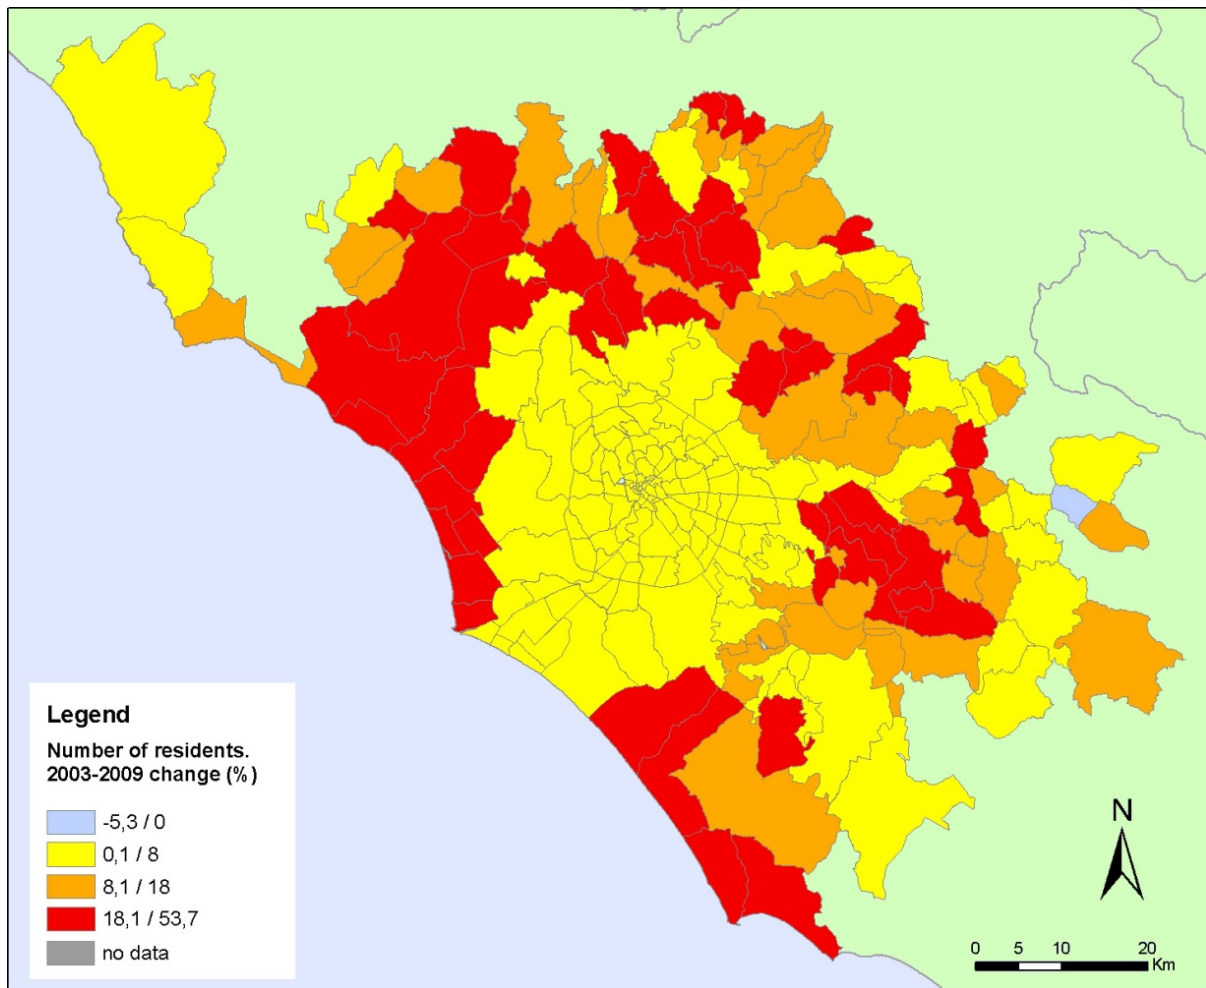 Legend
Number of residents.
2003-2009 change (%)
-5,3 / 0
0,1 / 8
8,1 / 18
18,1 / 53,7
no data
N
0 5 10 20
Km